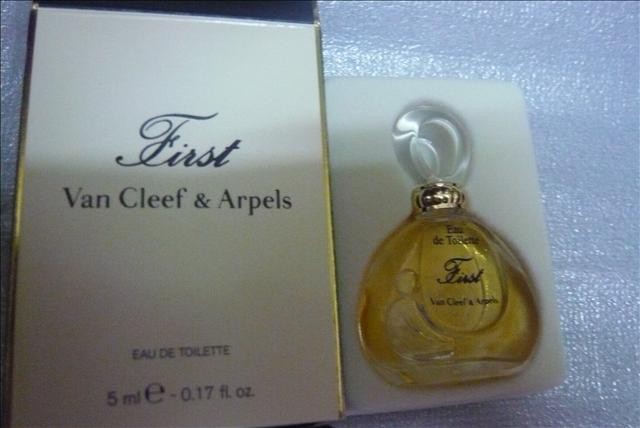 First
Van Cleef & Arpels
EAU DE TOILETTE
5 ml e - 0.17 fl. oz.
Eau
de Toilette
First
Van Cleef & Arpels